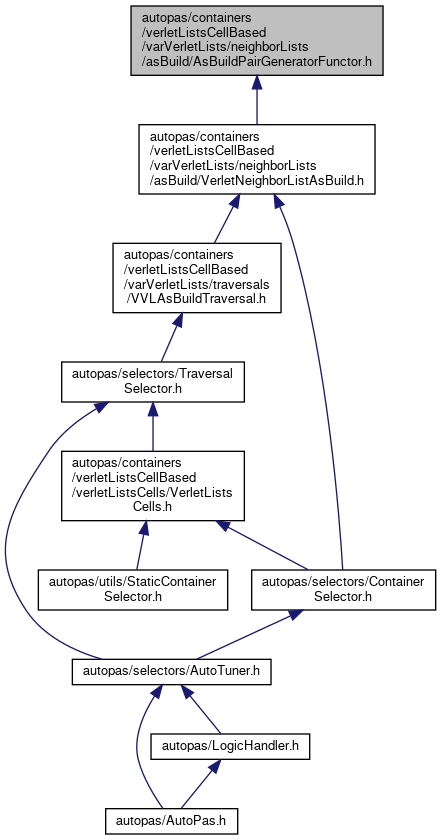 autopas/containers
/verletListsCellBased
/varVerletLists/neighborLists
/asBuild/AsBuildPairGeneratorFunctor.h
autopas/containers
/verletListsCellBased
/varVerletLists/neighborLists
/asBuild/VerletNeighborListAsBuild.h
autopas/containers
/verletListsCellBased
/varVerletLists/traversals
/VVLAsBuildTraversal.h
autopas/selectors/Traversal
Selector.h
autopas/containers
/verletListsCellBased
/verletListsCells/VerletLists
Cells.h
autopas/utils/StaticContainer
Selector.h
autopas/selectors/Container
Selector.h
autopas/selectors/AutoTuner.h
autopas/LogicHandler.h
autopas/AutoPas.h